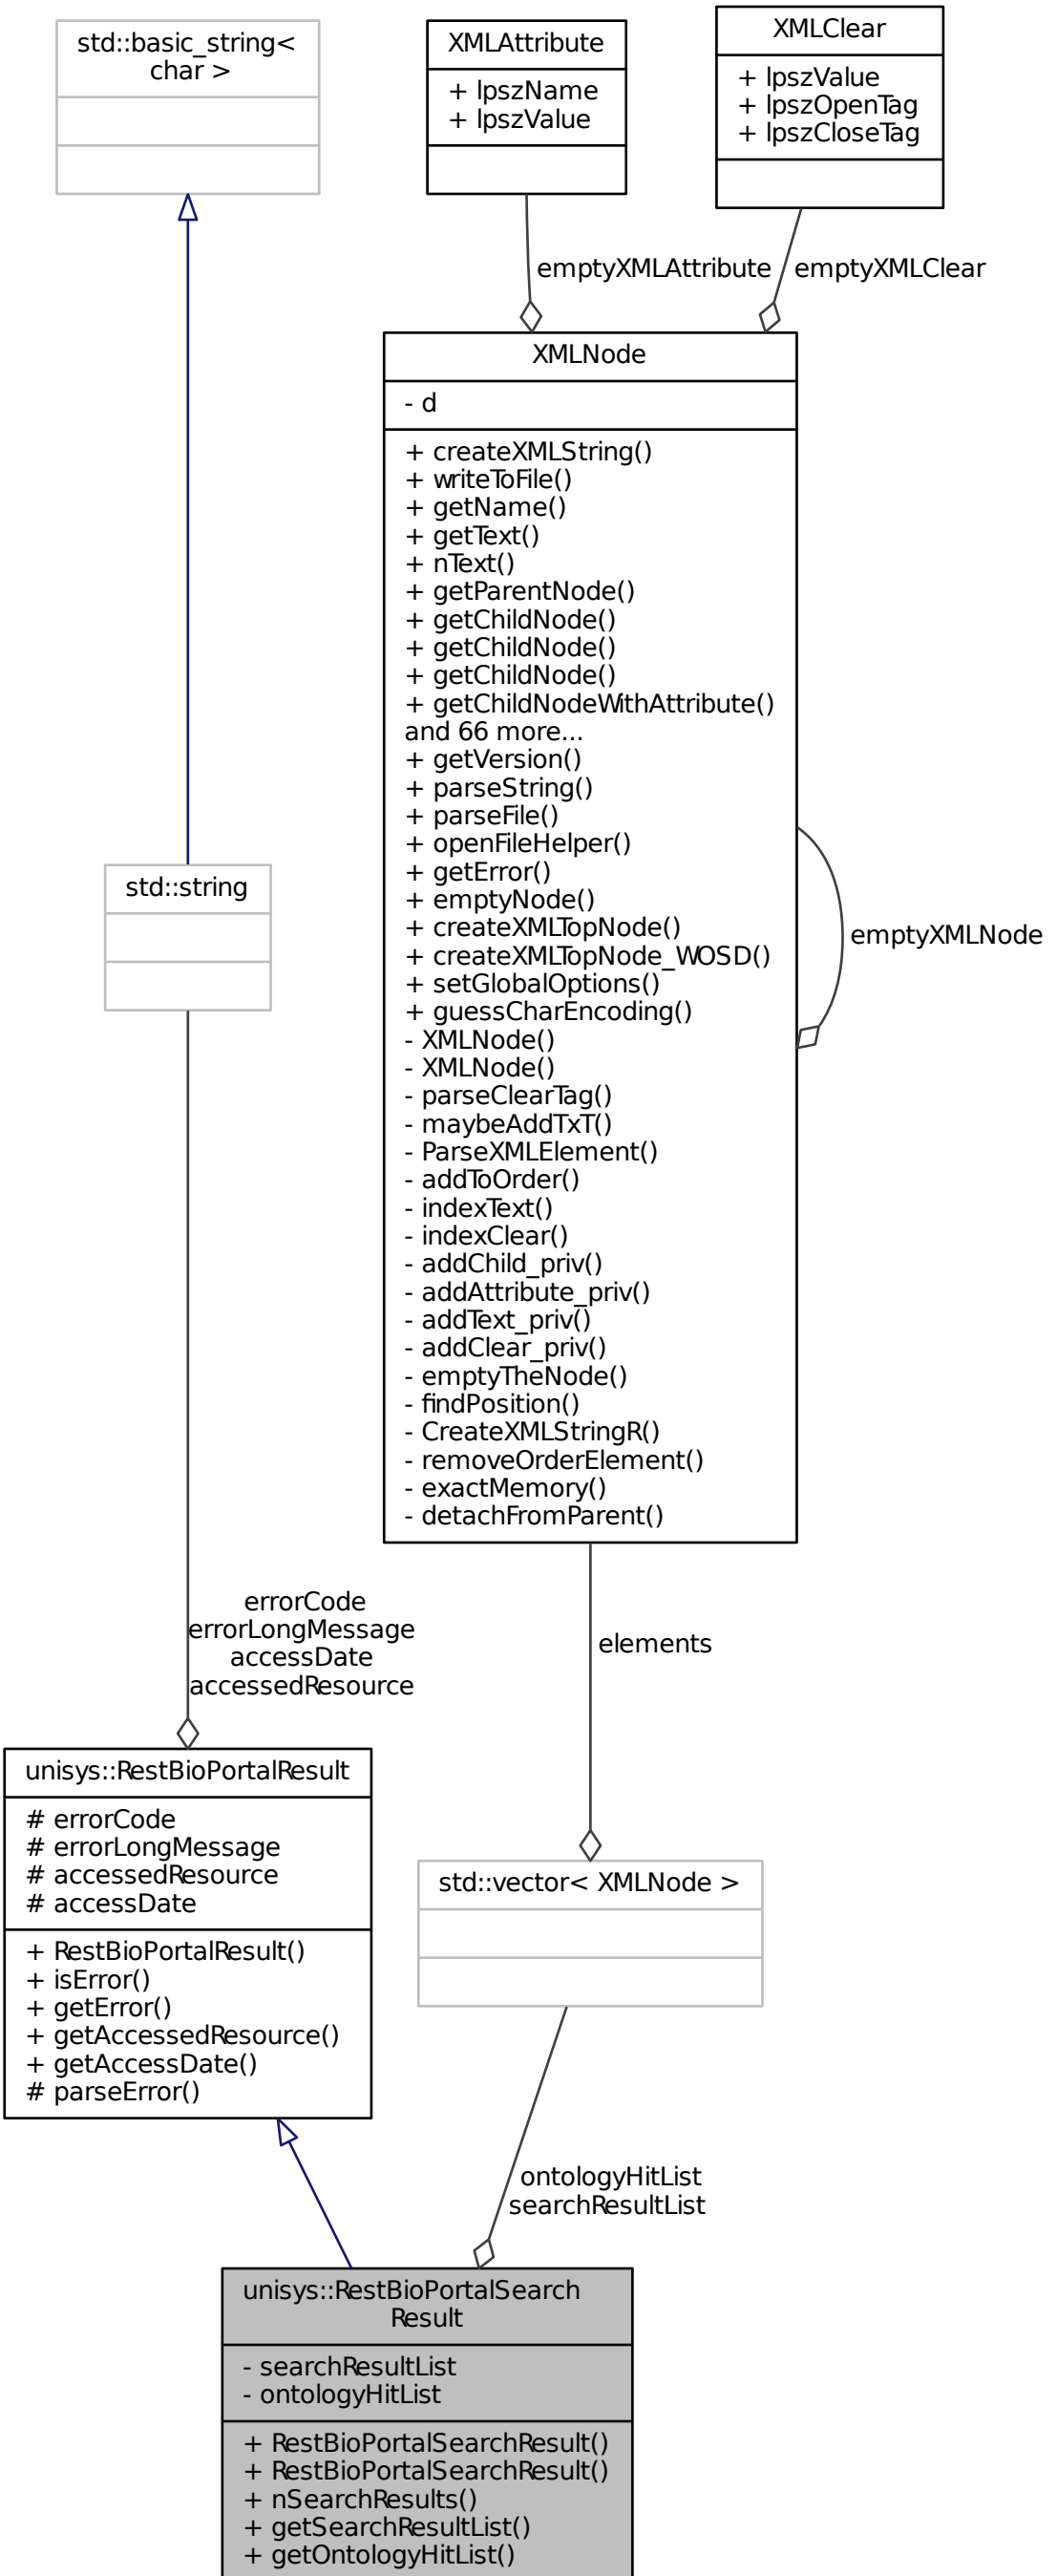 std::basic_string<
char >
XMLAttribute
+ lpszName
+ lpszValue
XMLClear
+ lpszValue
+ lpszOpenTag
+ lpszCloseTag
emptyXMLAttribute
emptyXMLClear
XMLNode
- d
+ createXMLString()
+ writeToFile()
+ getName()
+ getText()
+ nText()
+ getParentNode()
+ getChildNode()
+ getChildNode()
+ getChildNode()
+ getChildNodeWithAttribute()
and 66 more...
+ getVersion()
+ parseString()
+ parseFile()
+ openFileHelper()
+ getError()
+ emptyNode()
+ createXMLTopNode()
+ createXMLTopNode_WOSD()
+ setGlobalOptions()
+ guessCharEncoding()
- XMLNode()
- XMLNode()
- parseClearTag()
- maybeAddTxT()
- ParseXMLElement()
- addToOrder()
- indexText()
- indexClear()
- addChild_priv()
- addAttribute_priv()
- addText_priv()
- addClear_priv()
- emptyTheNode()
- findPosition()
- CreateXMLStringR()
- removeOrderElement()
- exactMemory()
- detachFromParent()
emptyXMLNode
std::string
errorCode
errorLongMessage
accessDate
accessedResource
elements
unisys::RestBioPortalResult
# errorCode
# errorLongMessage
# accessedResource
# accessDate
+ RestBioPortalResult()
+ isError()
+ getError()
+ getAccessedResource()
+ getAccessDate()
# parseError()
std::vector< XMLNode >
ontologyHitList
searchResultList
unisys::RestBioPortalSearch
Result
- searchResultList
- ontologyHitList
+ RestBioPortalSearchResult()
+ RestBioPortalSearchResult()
+ nSearchResults()
+ getSearchResultList()
+ getOntologyHitList()